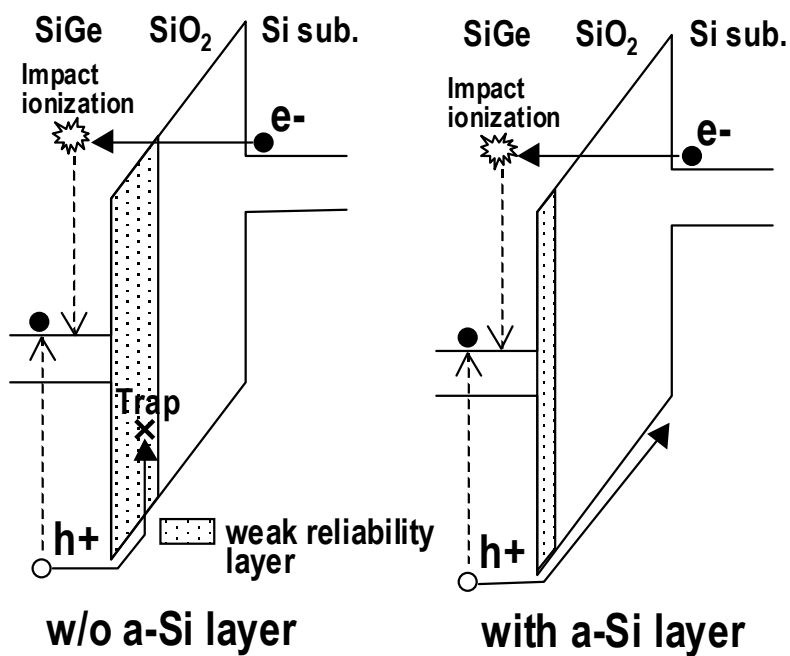 SiGe SiO2 Si sub.
Impact
ionization
e-
Trap
h+
weak reliability
layer
w/o a-Si layer
SiGe SiO2 Si sub.
Impact
ionization
e-
h+
with a-Si layer